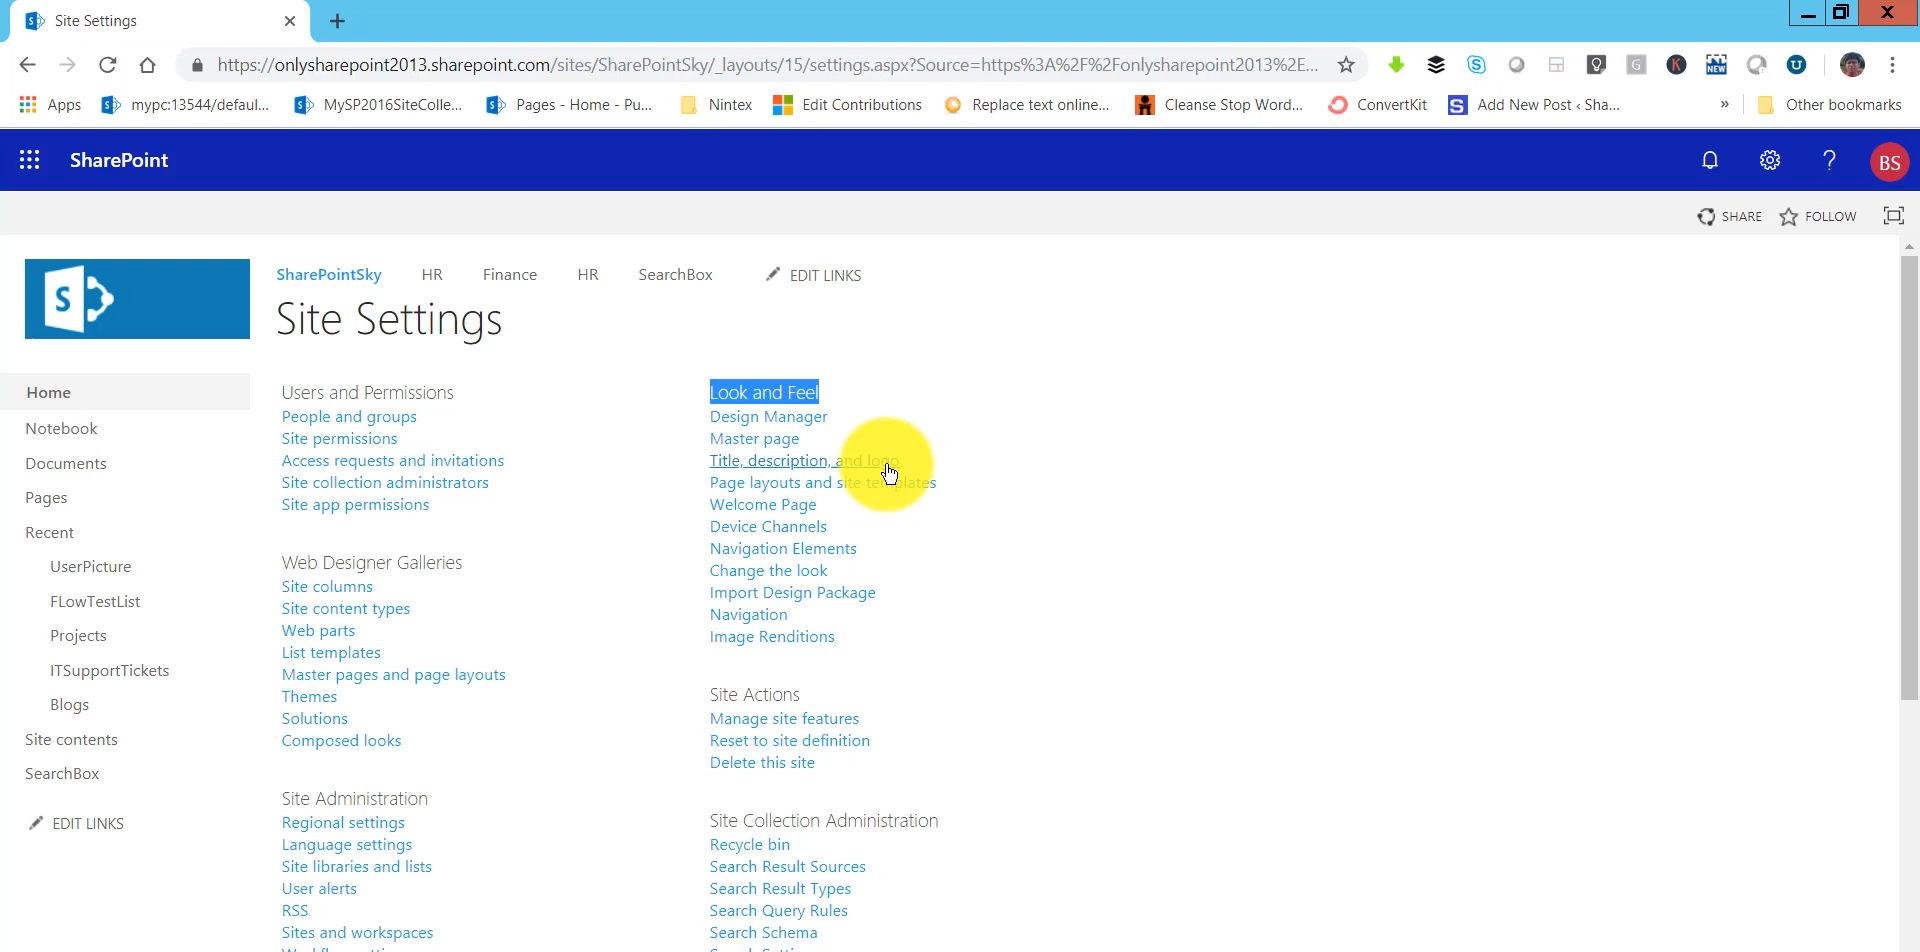 Site Settings
https://onlysharepoint2013.sharepoint.com/sites/SharePointSky/_layouts/15/settings.aspx?Source=https%3A%2F%2Fonlysharepoint2013%2E...
Apps mypc:13544/defaul... MySP2016SiteColle... Pages - Home - Pu... Nintex Edit Contributions Replace text online... Cleanse Stop Word... ConvertKit S Add New Post ‹ Sha... » Other bookmarks
SharePoint ? BS
SHARE FOLLOW
SharePointSky HR Finance HR SearchBox EDIT LINKS
Site Settings
Home
Notebook
Documents
Pages
Recent
UserPicture
FLowTestList
Projects
ITSupportTickets
Blogs
Site contents
SearchBox
EDIT LINKS
Users and Permissions
People and groups
Site permissions
Access requests and invitations
Site collection administrators
Site app permissions
Web Designer Galleries
Site columns
Site content types
Web parts
List templates
Master pages and page layouts
Themes
Solutions
Composed looks
Site Administration
Regional settings
Language settings
Site libraries and lists
User alerts
RSS
Sites and workspaces
Look and Feel
Design Manager
Master page
Title, description, and logo
Page layouts and site templates
Welcome Page
Device Channels
Navigation Elements
Change the look
Import Design Package
Navigation
Image Renditions
Site Actions
Manage site features
Reset to site definition
Delete this site
Site Collection Administration
Recycle bin
Search Result Sources
Search Result Types
Search Query Rules
Search Schema